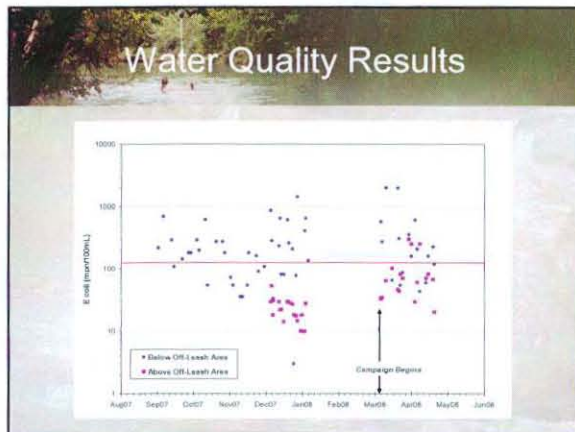 Water Quality Results
10000
1000
100
10
1
E coli (mpn/100mL)
Below Off-Leash Area
Above Off-Leash Area
Campaign Begins
Aug07 Sep07 Oct07 Nov07 Dec07 Jan08 Feb08 Mar08 Apr08 May08 Jun08